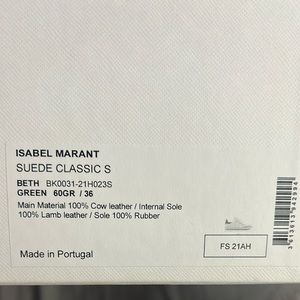 ISABEL MARANT
SUEDE CLASSIC S
BETH BK0031-21H023S
GREEN 60GR / 36
Main Material 100% Cow leather / Internal Sole
100% Lamb leather / Sole 100% Rubber
Made in Portugal
FS 21AH